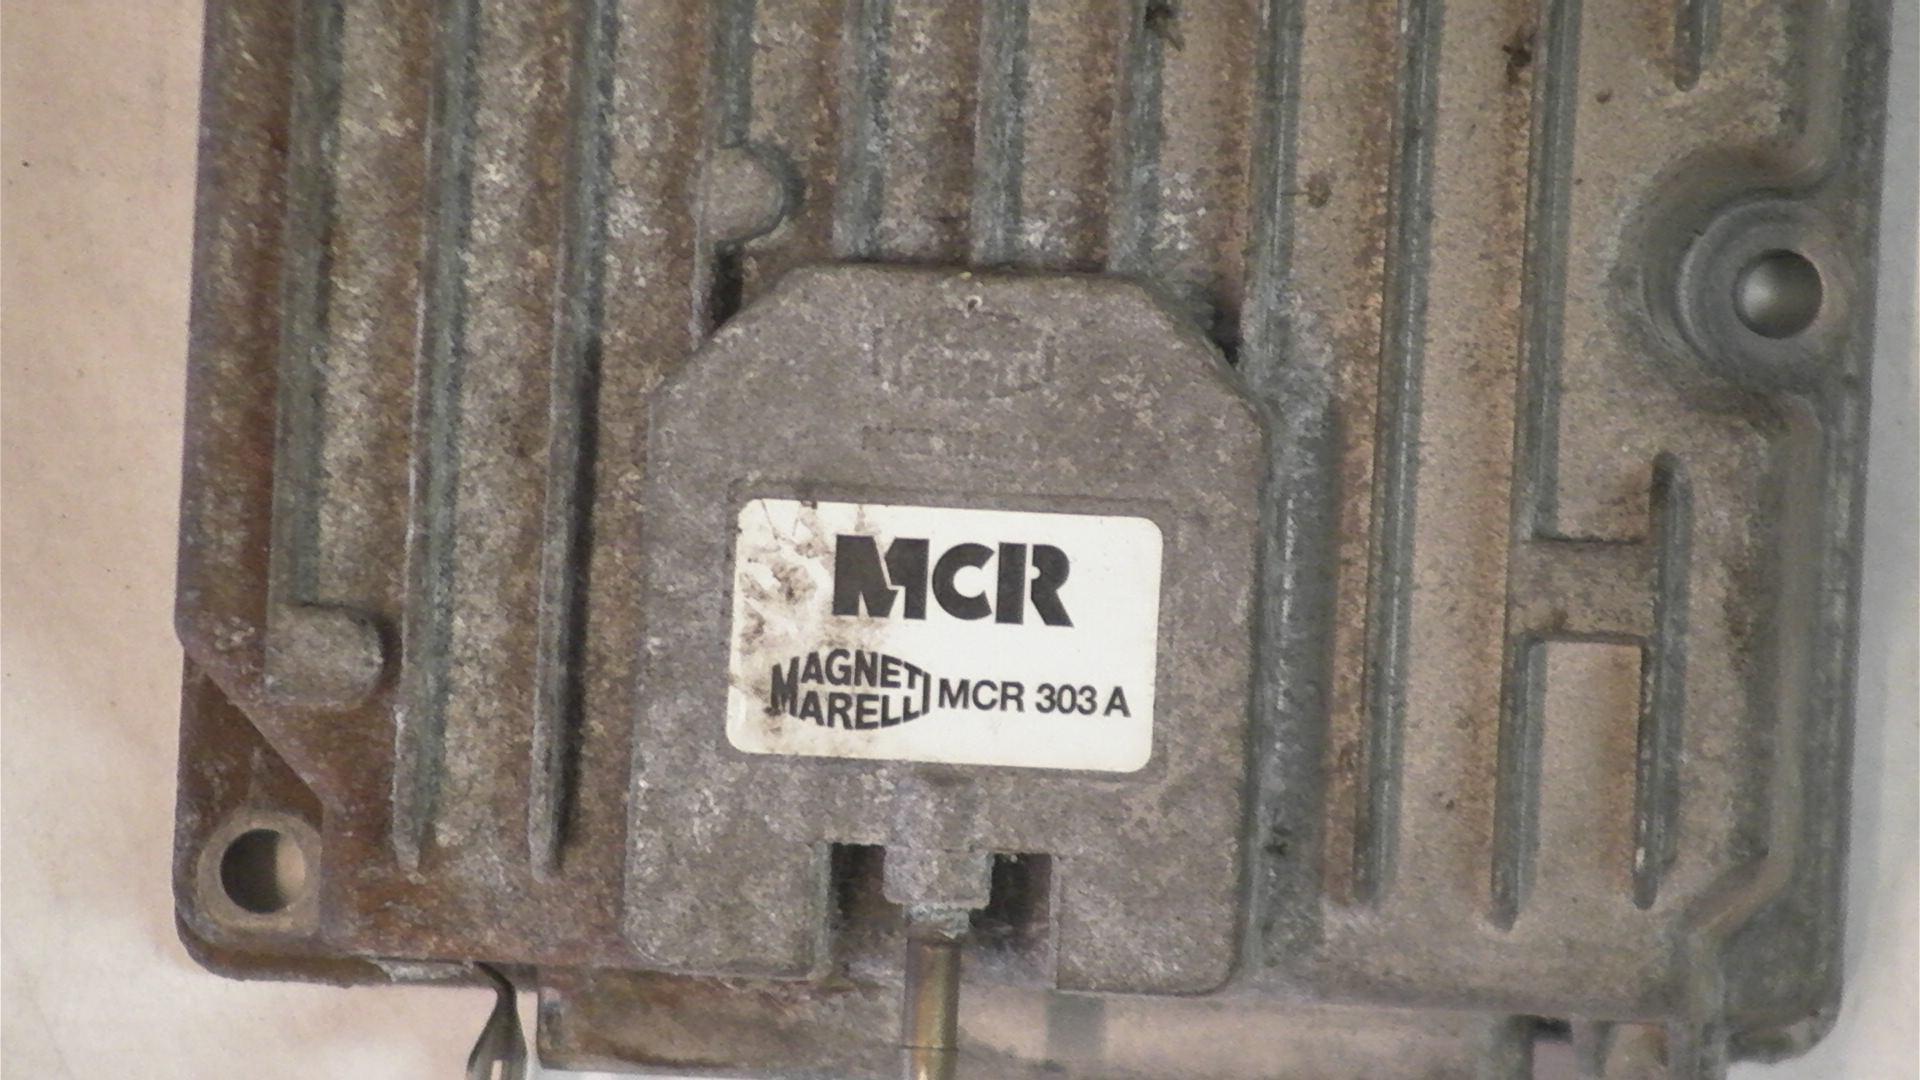 MCR
MAGNETI
MARELLI
MCR 303 A